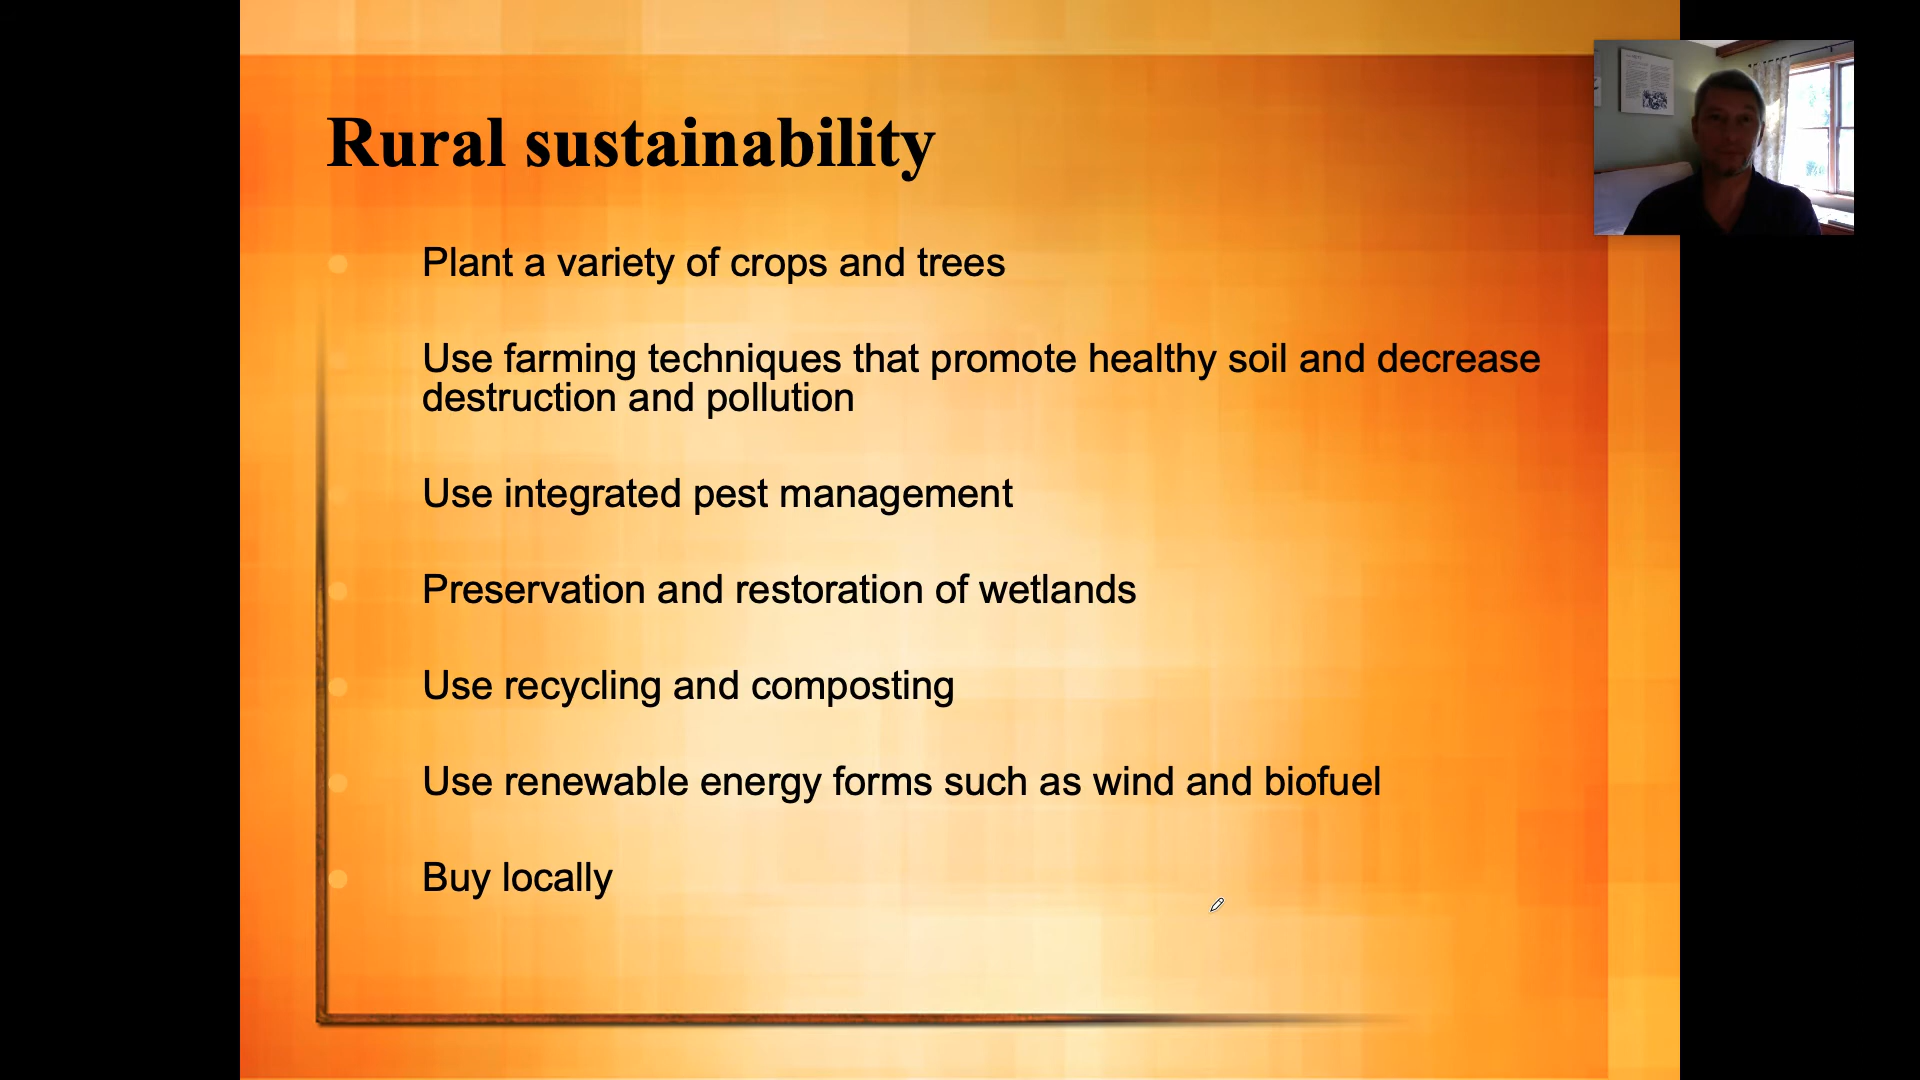 Rural sustainability
Plant a variety of crops and trees
Use farming techniques that promote healthy soil and decrease
destruction and pollution
Use integrated pest management
Preservation and restoration of wetlands
Use recycling and composting
Use renewable energy forms such as wind and biofuel
Buy locally